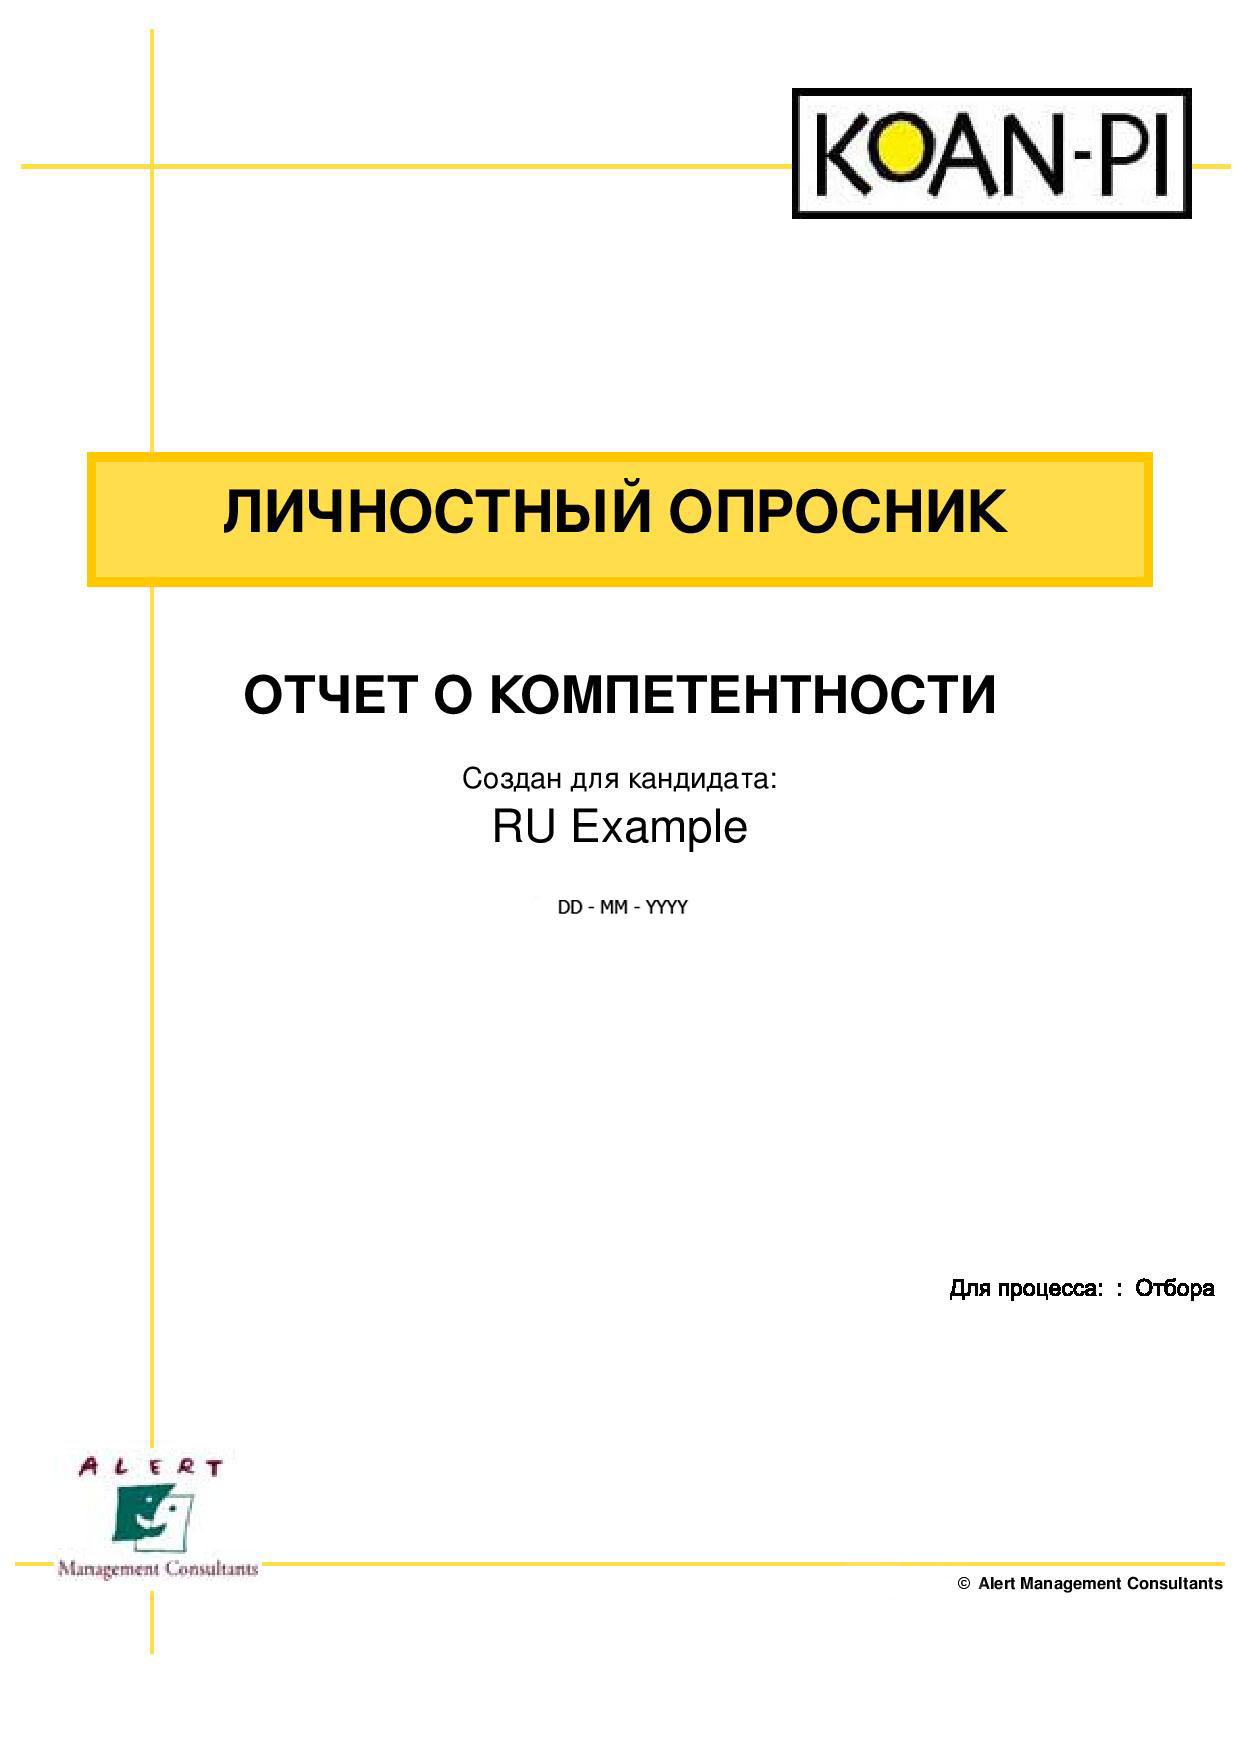 KOAN-PI
ЛИЧНОСТНЫЙ ОПРОСНИК
ОТЧЕТ О КОМПЕТЕНТНОСТИ
Создан для кандидата:
RU Example
DD - MM - YYYY
Для процесса: : Отбора
ALERT
Management Consultants
© Alert Management Consultants